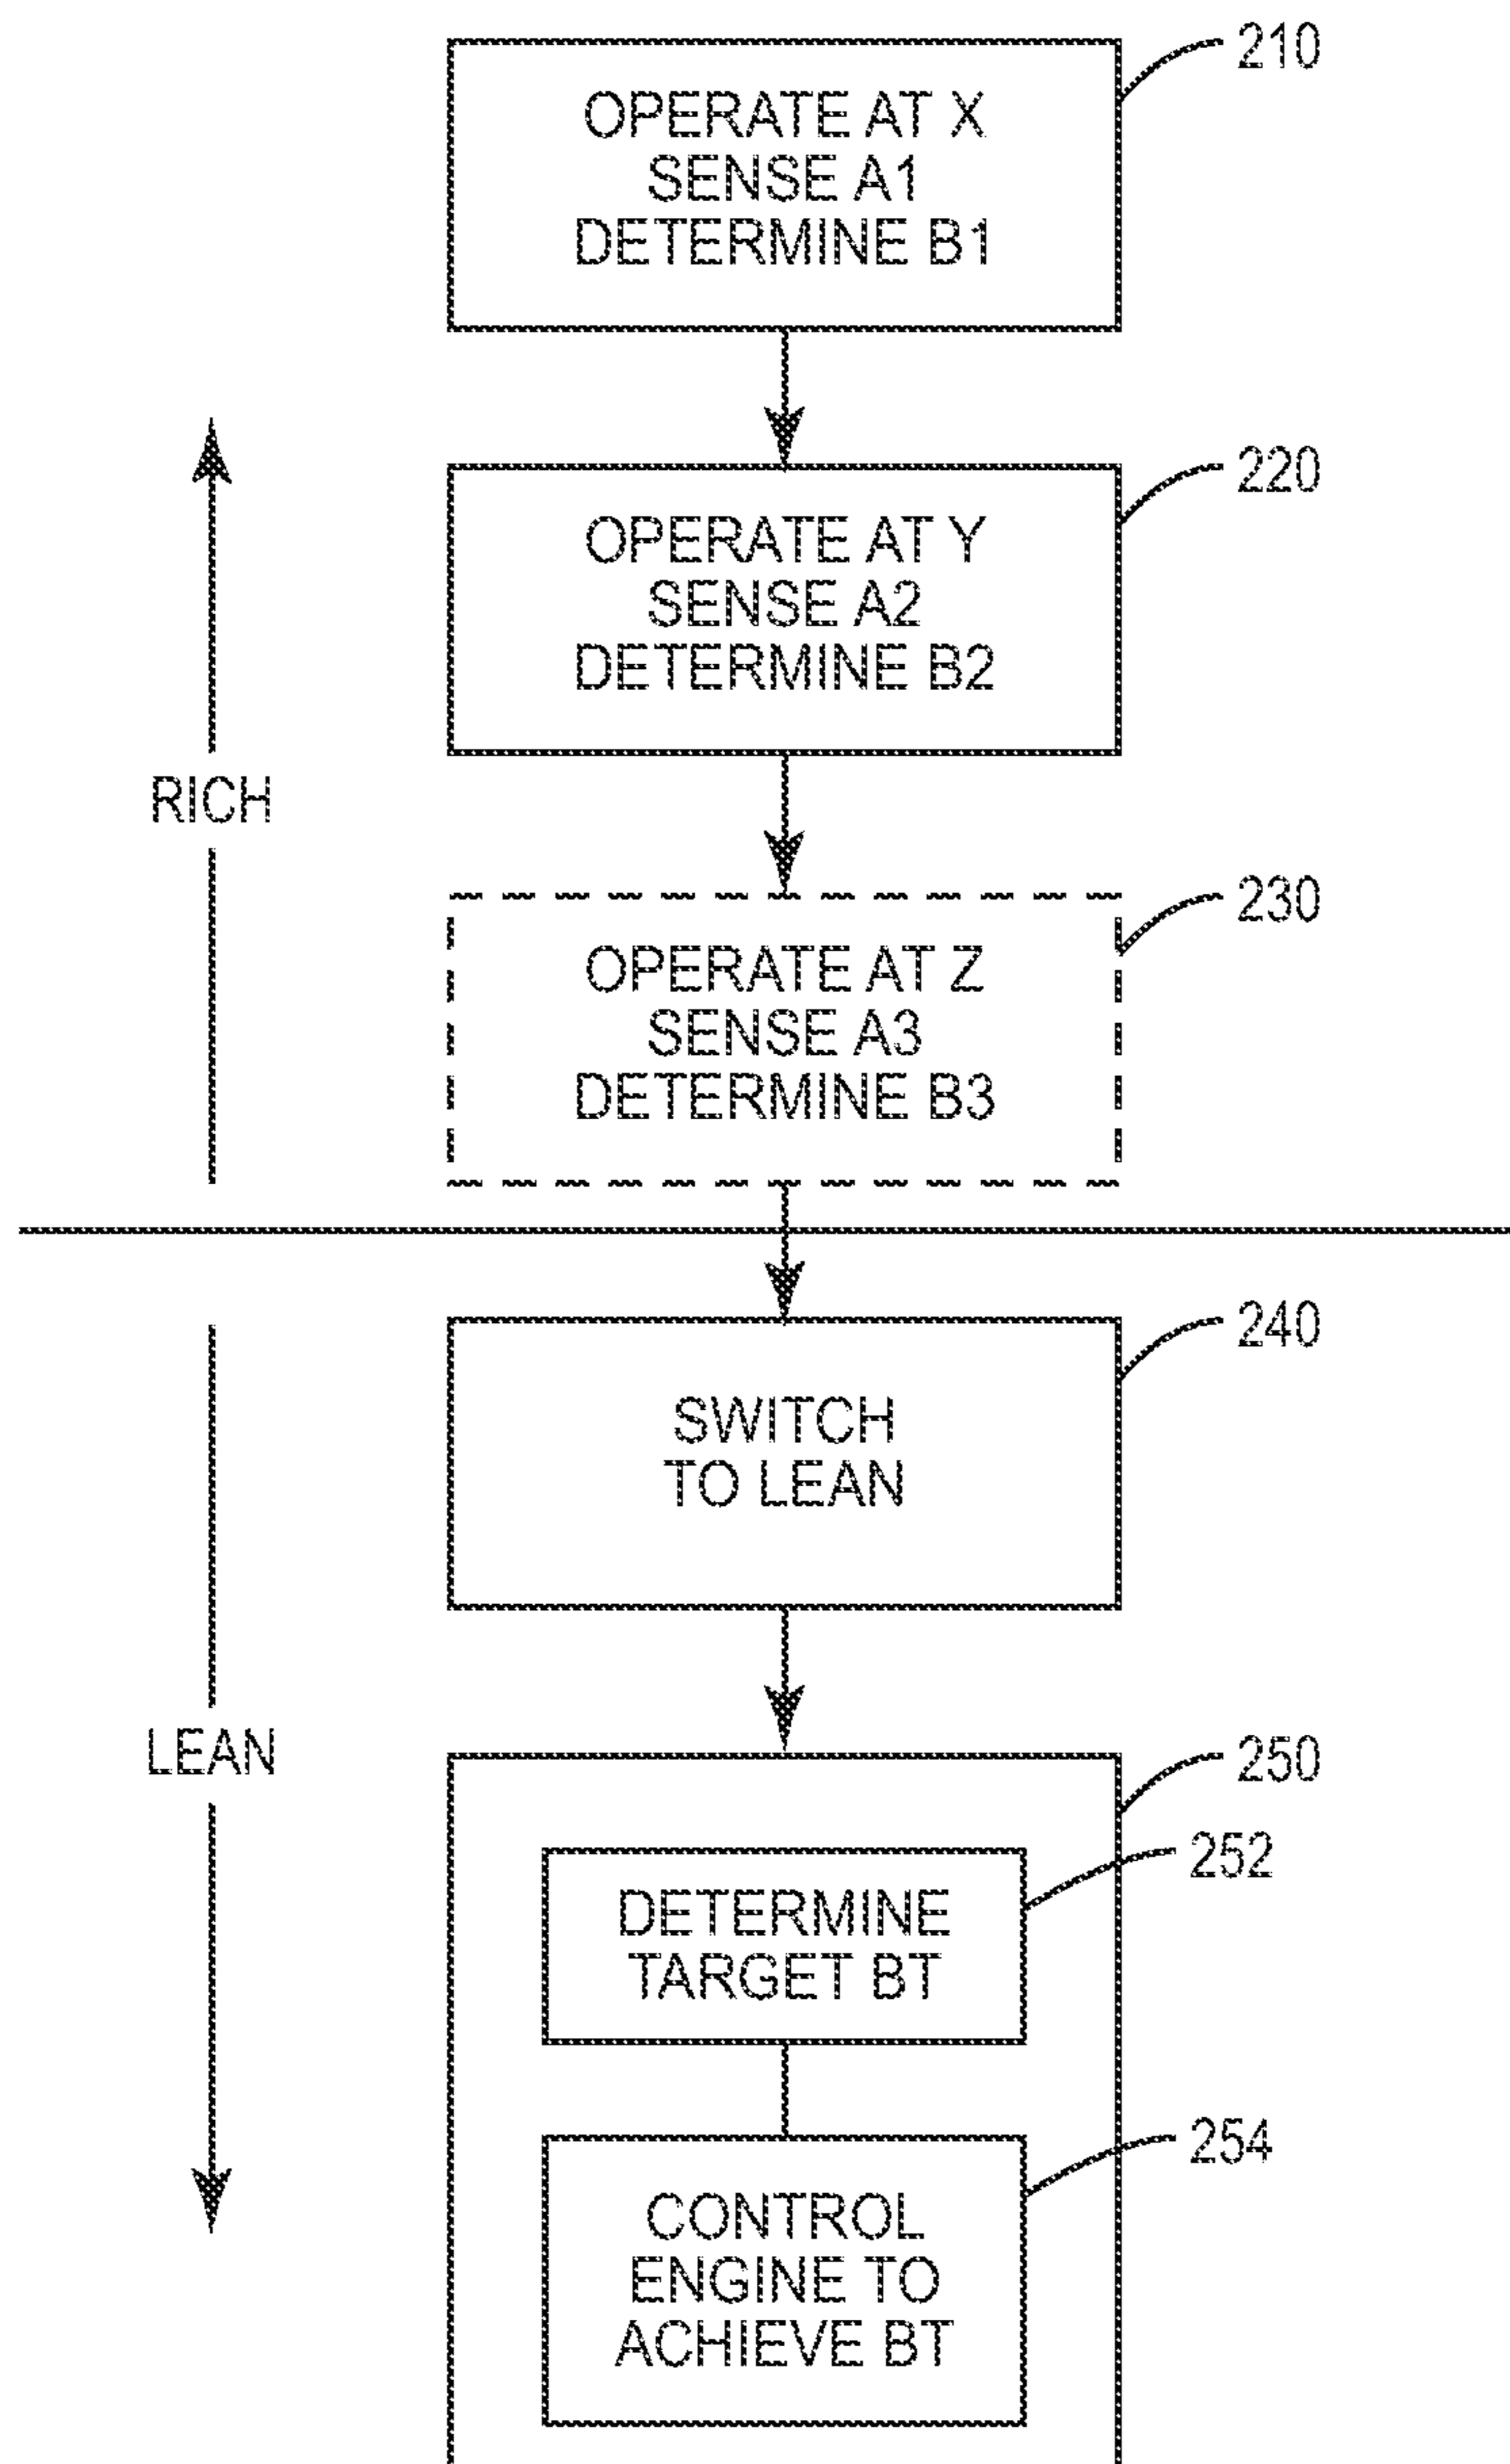 210
OPERATE AT X
SENSE A1
DETERMINE B1
220
OPERATE AT Y
SENSE A2
DETERMINE B2
RICH
230
OPERATE AT Z
SENSE A3
DETERMINE B3
240
SWITCH
TO LEAN
LEAN
250
252
DETERMINE
TARGET BT
254
CONTROL
ENGINE TO
ACHIEVE BT